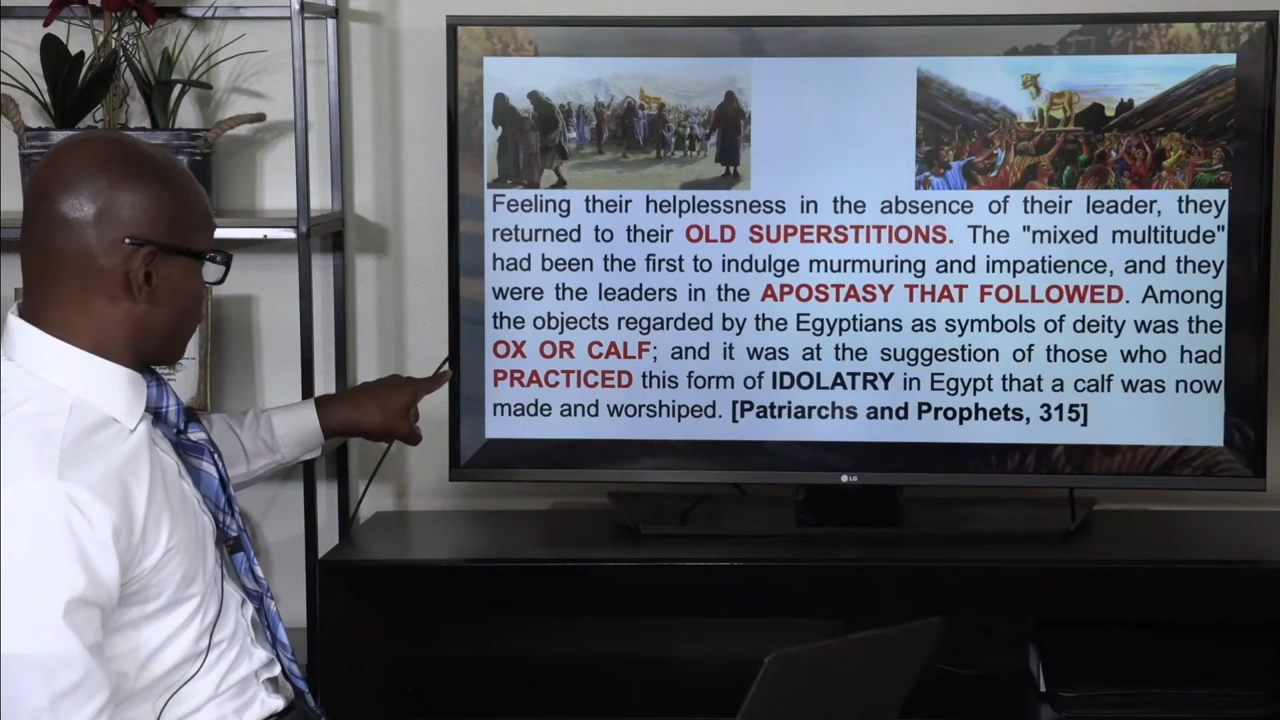 Feeling their helplessness in the absence of their leader, they
returned to their OLD SUPERSTITIONS. The "mixed multitude"
had been the first to indulge murmuring and impatience, and they
were the leaders in the APOSTASY THAT FOLLOWED. Among
the objects regarded by the Egyptians as symbols of deity was the
OX OR CALF; and it was at the suggestion of those who had
PRACTICED this form of IDOLATRY in Egypt that a calf was now
made and worshiped. [Patriarchs and Prophets, 315]
LG